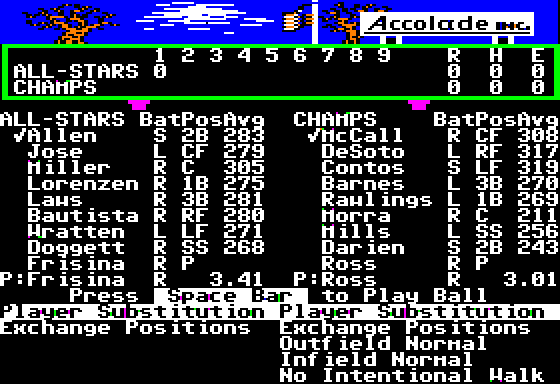 Accolade INC.
1 2 3 4 5 6 7 8 9 R H E
ALL-STARS 0 0 0 0
CHAMPS 0 0 0
ALL-STARS BatPosAvg CHAMPS BatPosAvg
✓Allen S 2B 283 ✓McCall R CF 308
Jose L CF 279 DeSoto L RF 317
Miller R C 305 Contos S LF 319
Lorenzen R 1B 275 Barnes L 3B 270
Laws R 3B 281 Rawlings L 1B 269
Bautista R RF 280 Morra R C 211
Wratten L LF 271 Mills L SS 256
Doggett R SS 268 Darien S 2B 243
Frisina R P Ross R P
P:Frisina R 3.41 P:Ross R 3.01
Press Space Bar to Play Ball
Player Substitution Player Substitution
Exchange Positions Exchange Positions
Outfield Normal
Infield Normal
No Intentional Walk